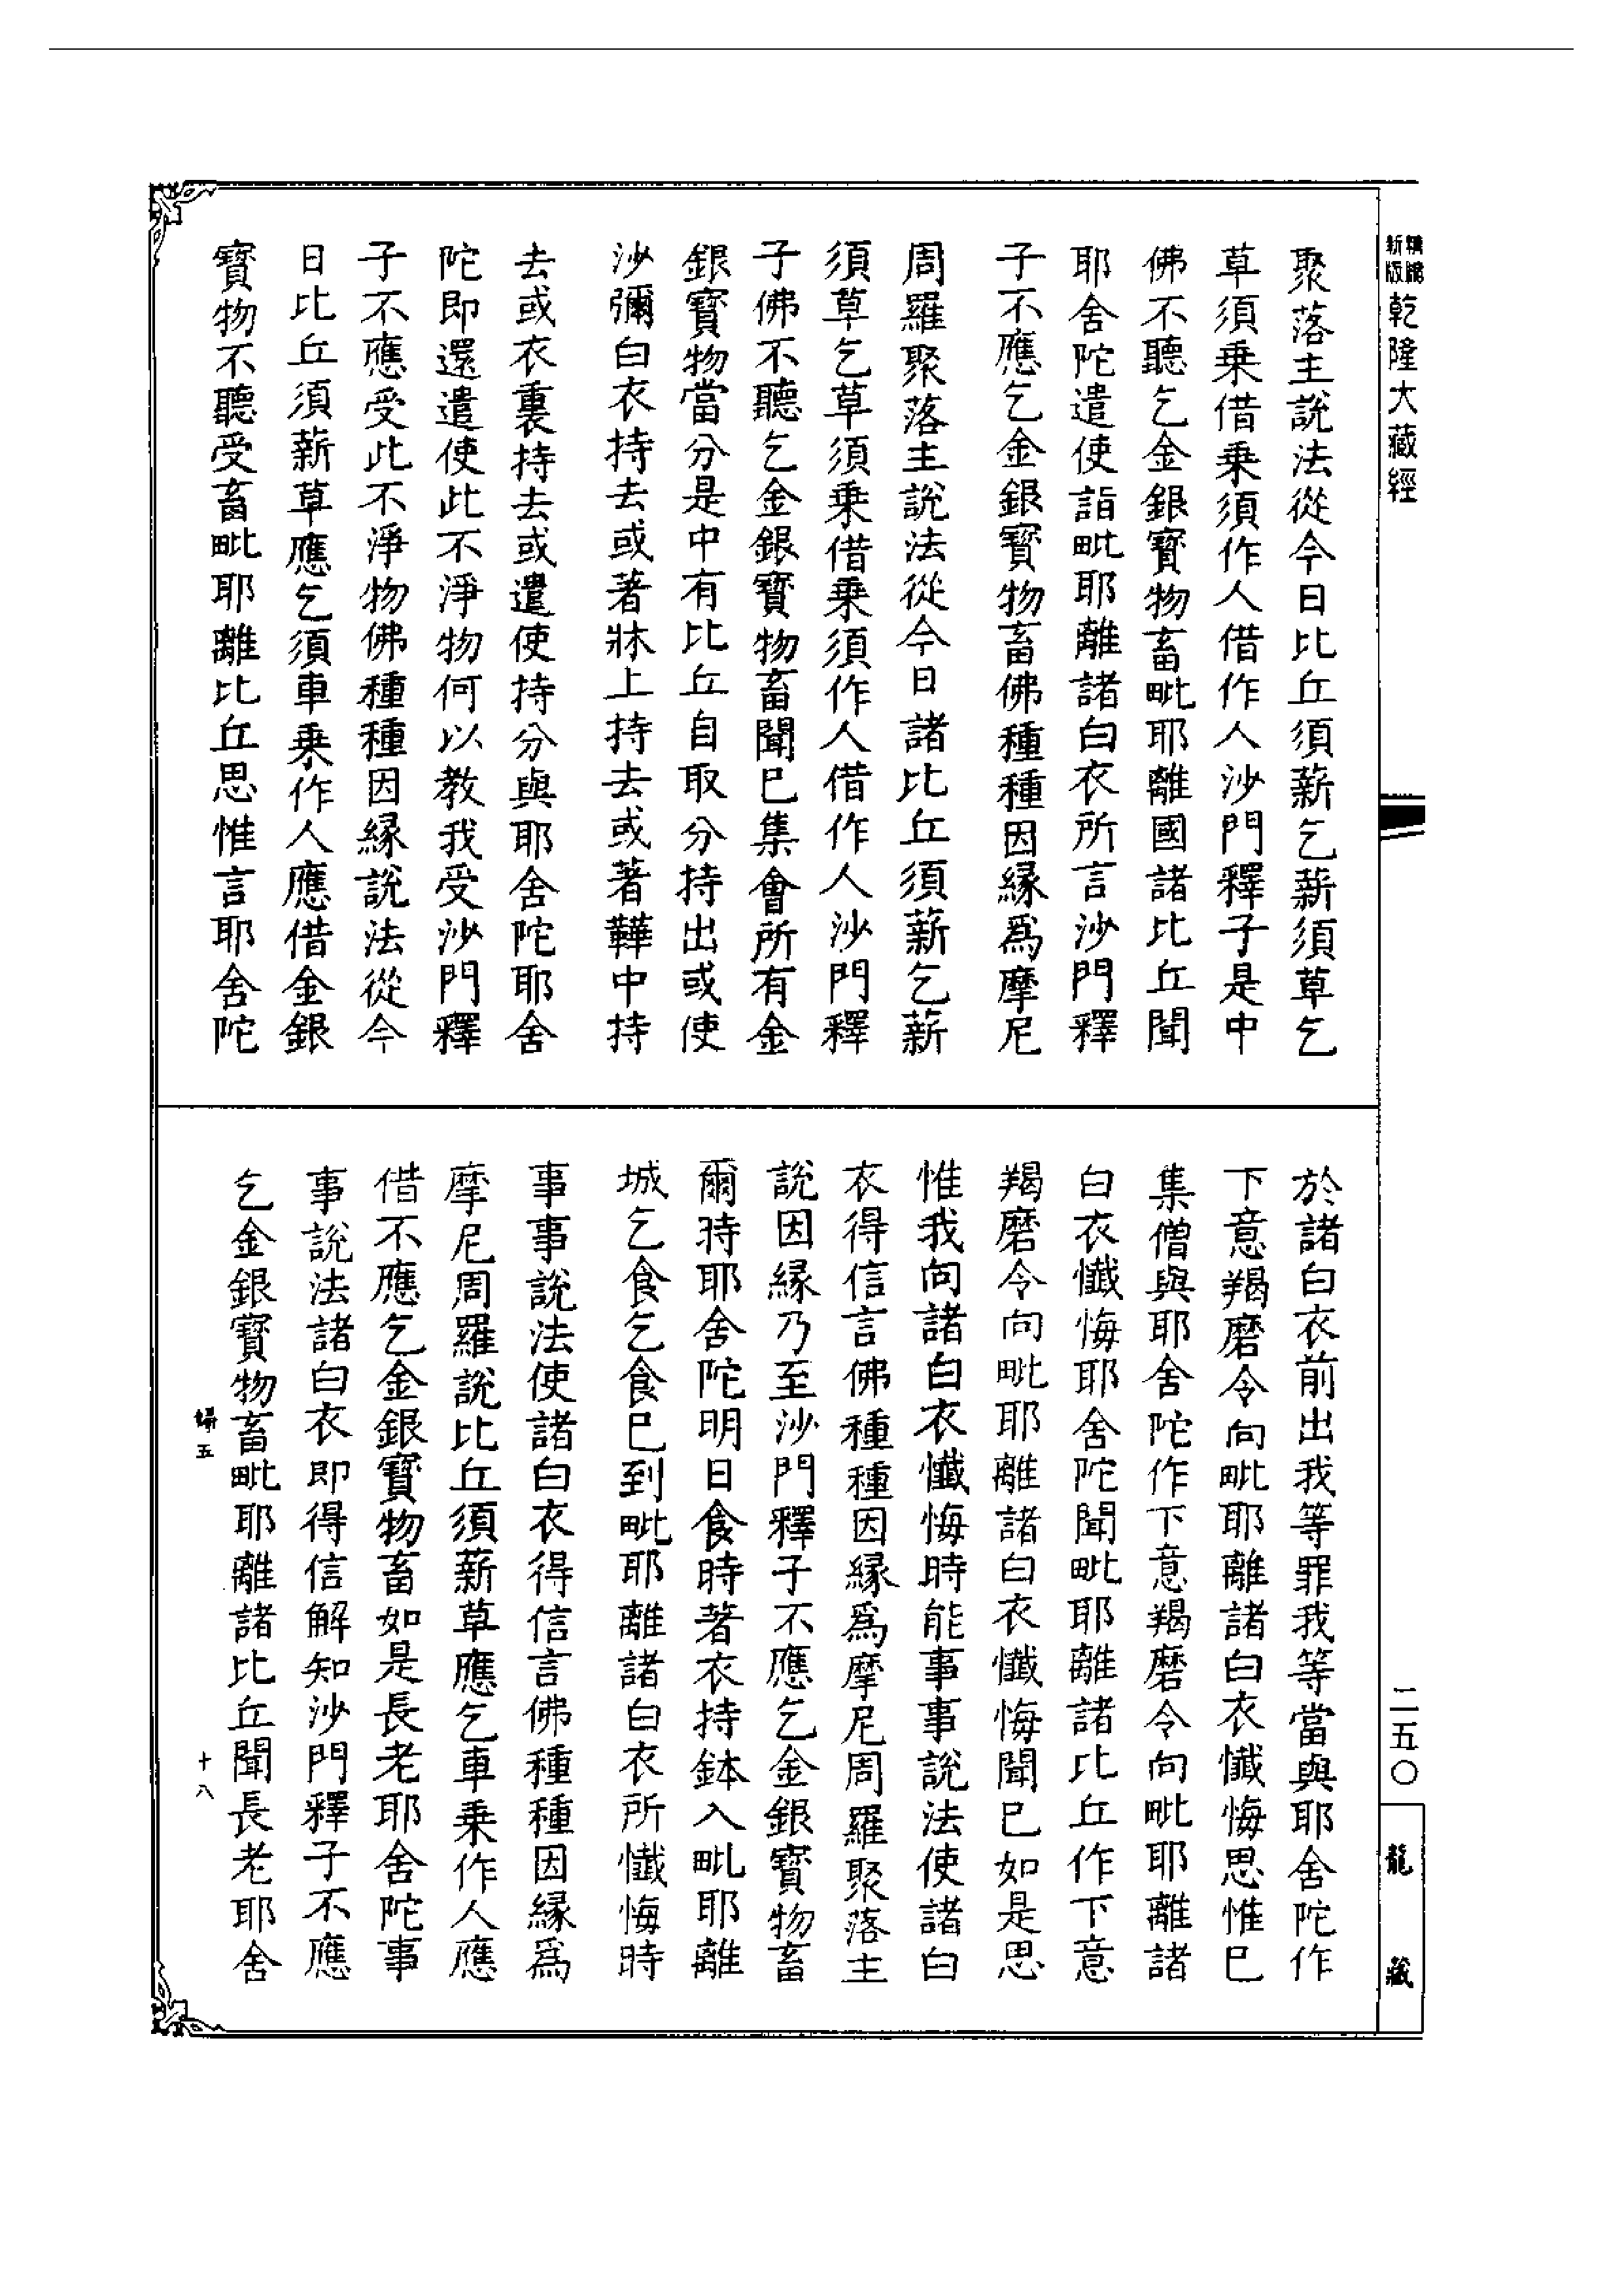 新版
精縮
乾隆大藏經
聚落主說法從今日比丘須薪乞薪須草乞
草須乗借乗須作人借作人沙門釋子是中
佛不聽乞金銀寶物畜毗耶離國諸比丘聞
耶舍陀遣使詣毗耶離諸白衣所言沙門釋
子不應乞金銀寶物畜佛種種因緣爲摩尼
周羅聚落主說法從今日諸比丘須薪乞薪
須草乞草須乗借乗須作人借作人沙門釋
子佛不聽乞金銀寶物畜聞巳集會所有金
銀寶物當分是中有比丘自取分持出或使
沙彌白衣持去或著牀上持去或著鞾中持
去或衣裏持去或遣使持分與耶舍陀耶舍
陀即還遣使此不淨物何以教我受沙門釋
子不應受此不淨物佛種種因緣說法從今
日比丘須薪草應乞須車乗作人應借金銀
寶物不聽受畜毗耶離比丘思惟言耶舍陀
於諸白衣前出我等罪我等當與耶舍陀作
下意羯磨令向毗耶離諸白衣懺悔思惟巳
集僧與耶舍陀作下意羯磨令向毗耶離諸
白衣懺悔耶舍陀聞毗耶離諸比丘作下意
羯磨令向毗耶離諸白衣懺悔聞巳如是思
惟我向諸白衣懺悔時能事事說法使諸白
衣得信言佛種種因緣爲摩尼周羅聚落主
說因緣乃至沙門釋子不應乞金銀寶物畜
爾時耶舍陀明日食時著衣持鉢入毗耶離
城乞食乞食巳到毗耶離諸白衣所懺悔時
事事說法使諸白衣得信言佛種種因緣爲
摩尼周羅說比丘須薪草應乞車乗作人應
借不應乞金銀寶物畜如是長老耶舍陀事
事說法諸白衣即得信解知沙門釋子不應
乞金銀寶物畜毗耶離諸比丘聞長老耶舍
五
十八
二五〇
龍藏